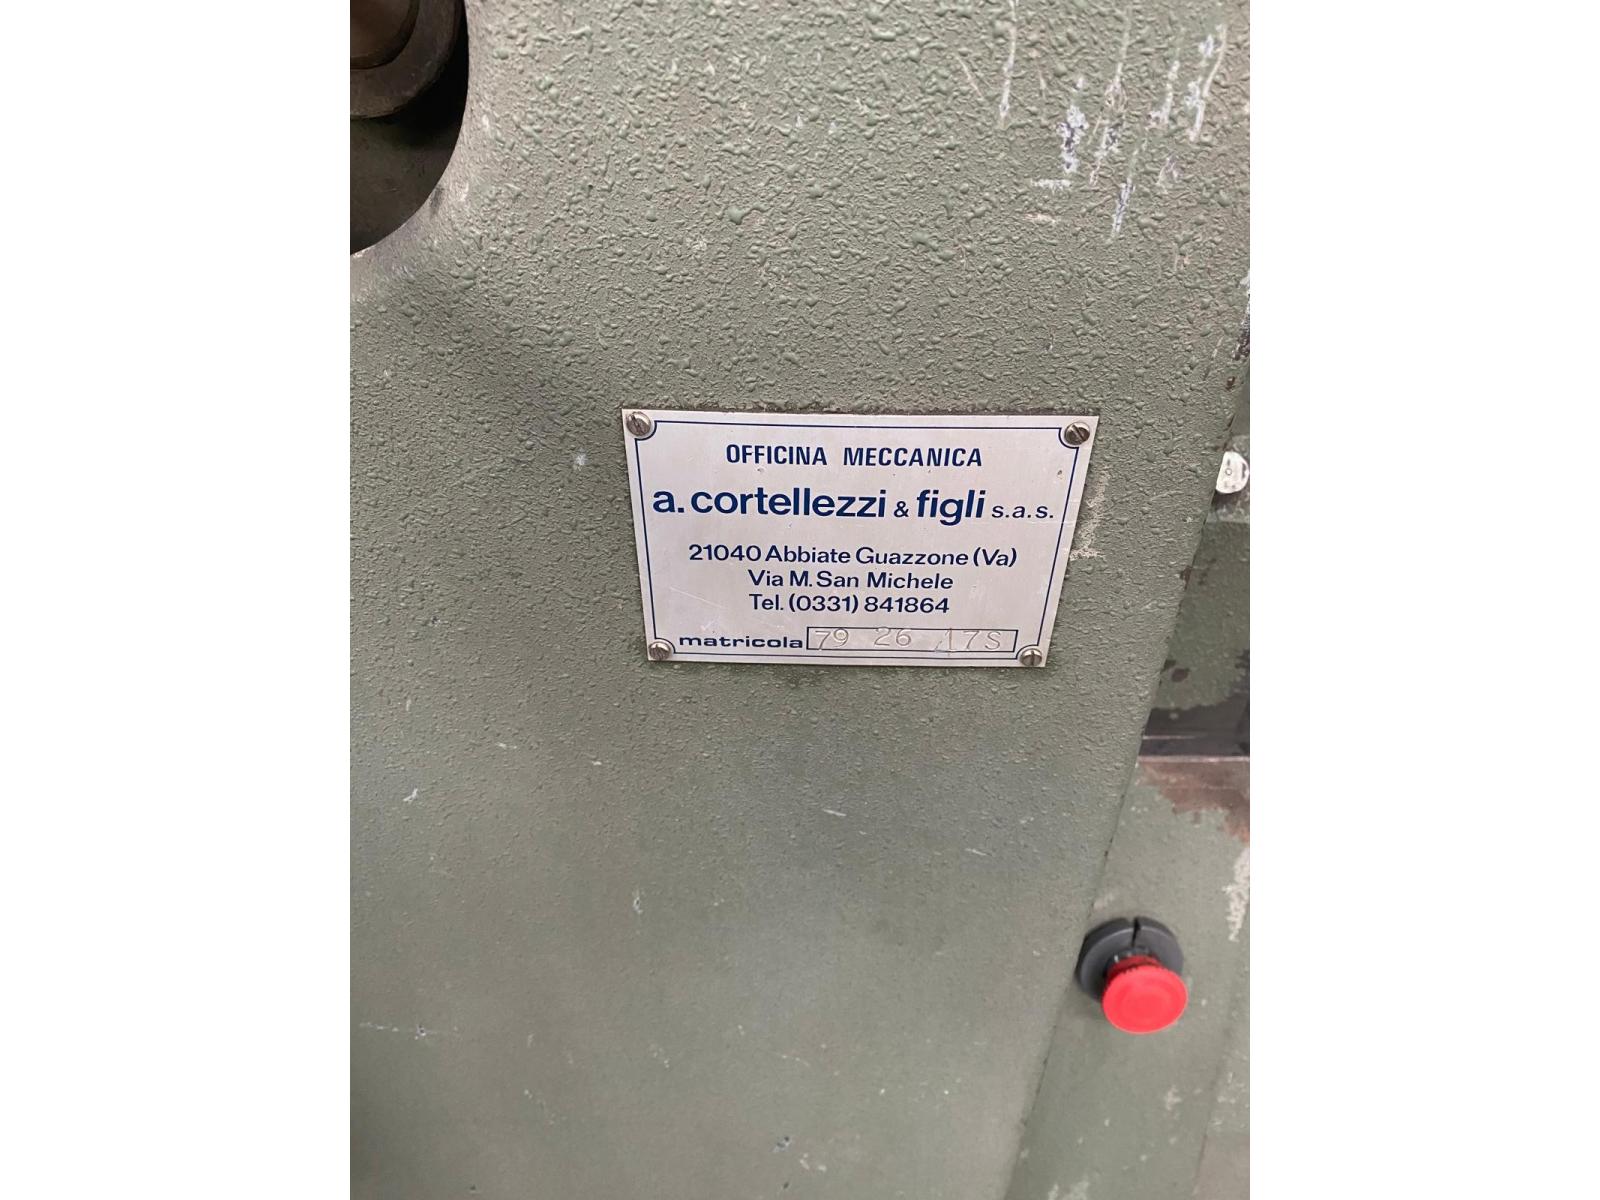 OFFICINA MECCANICA
a. cortellezzi & figli s.a.s.
21040 Abbiate Guazzone (Va)
Via M. San Michele
Tel. (0331) 841864
matricola 79 26 17S